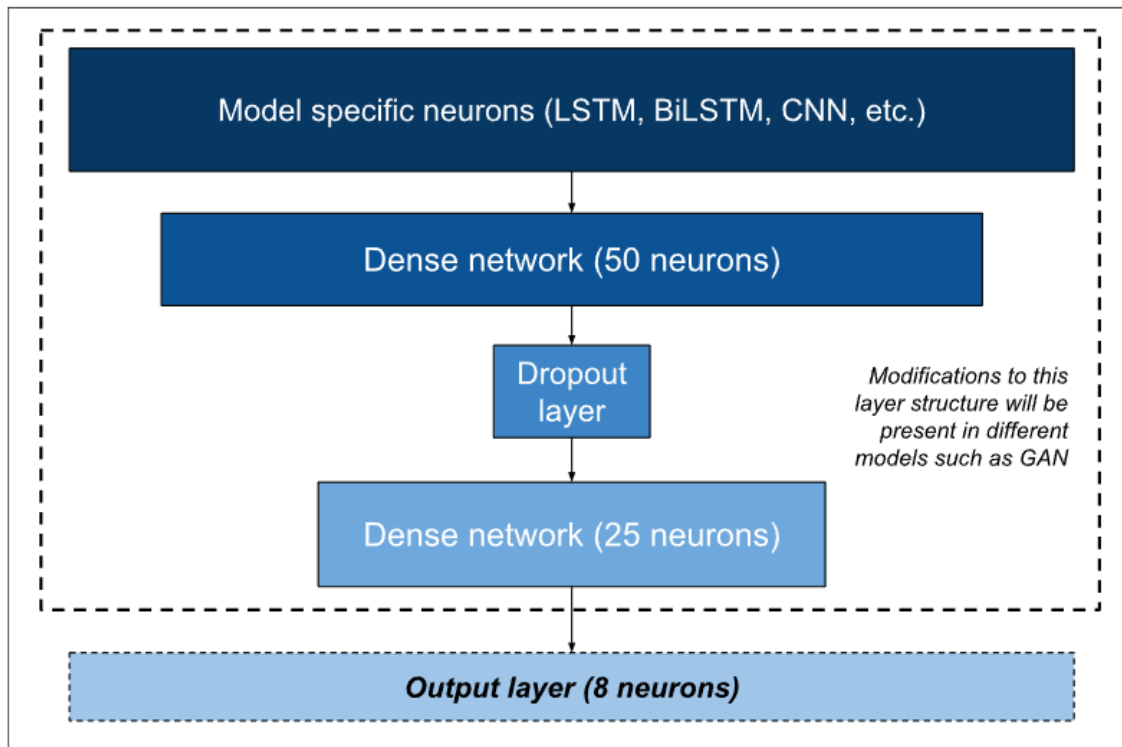 Model specific neurons (LSTM, BiLSTM, CNN, etc.)
Dense network (50 neurons)
Dropout
layer
Modifications to this
layer structure will be
present in different
models such as GAN
Dense network (25 neurons)
Output layer (8 neurons)